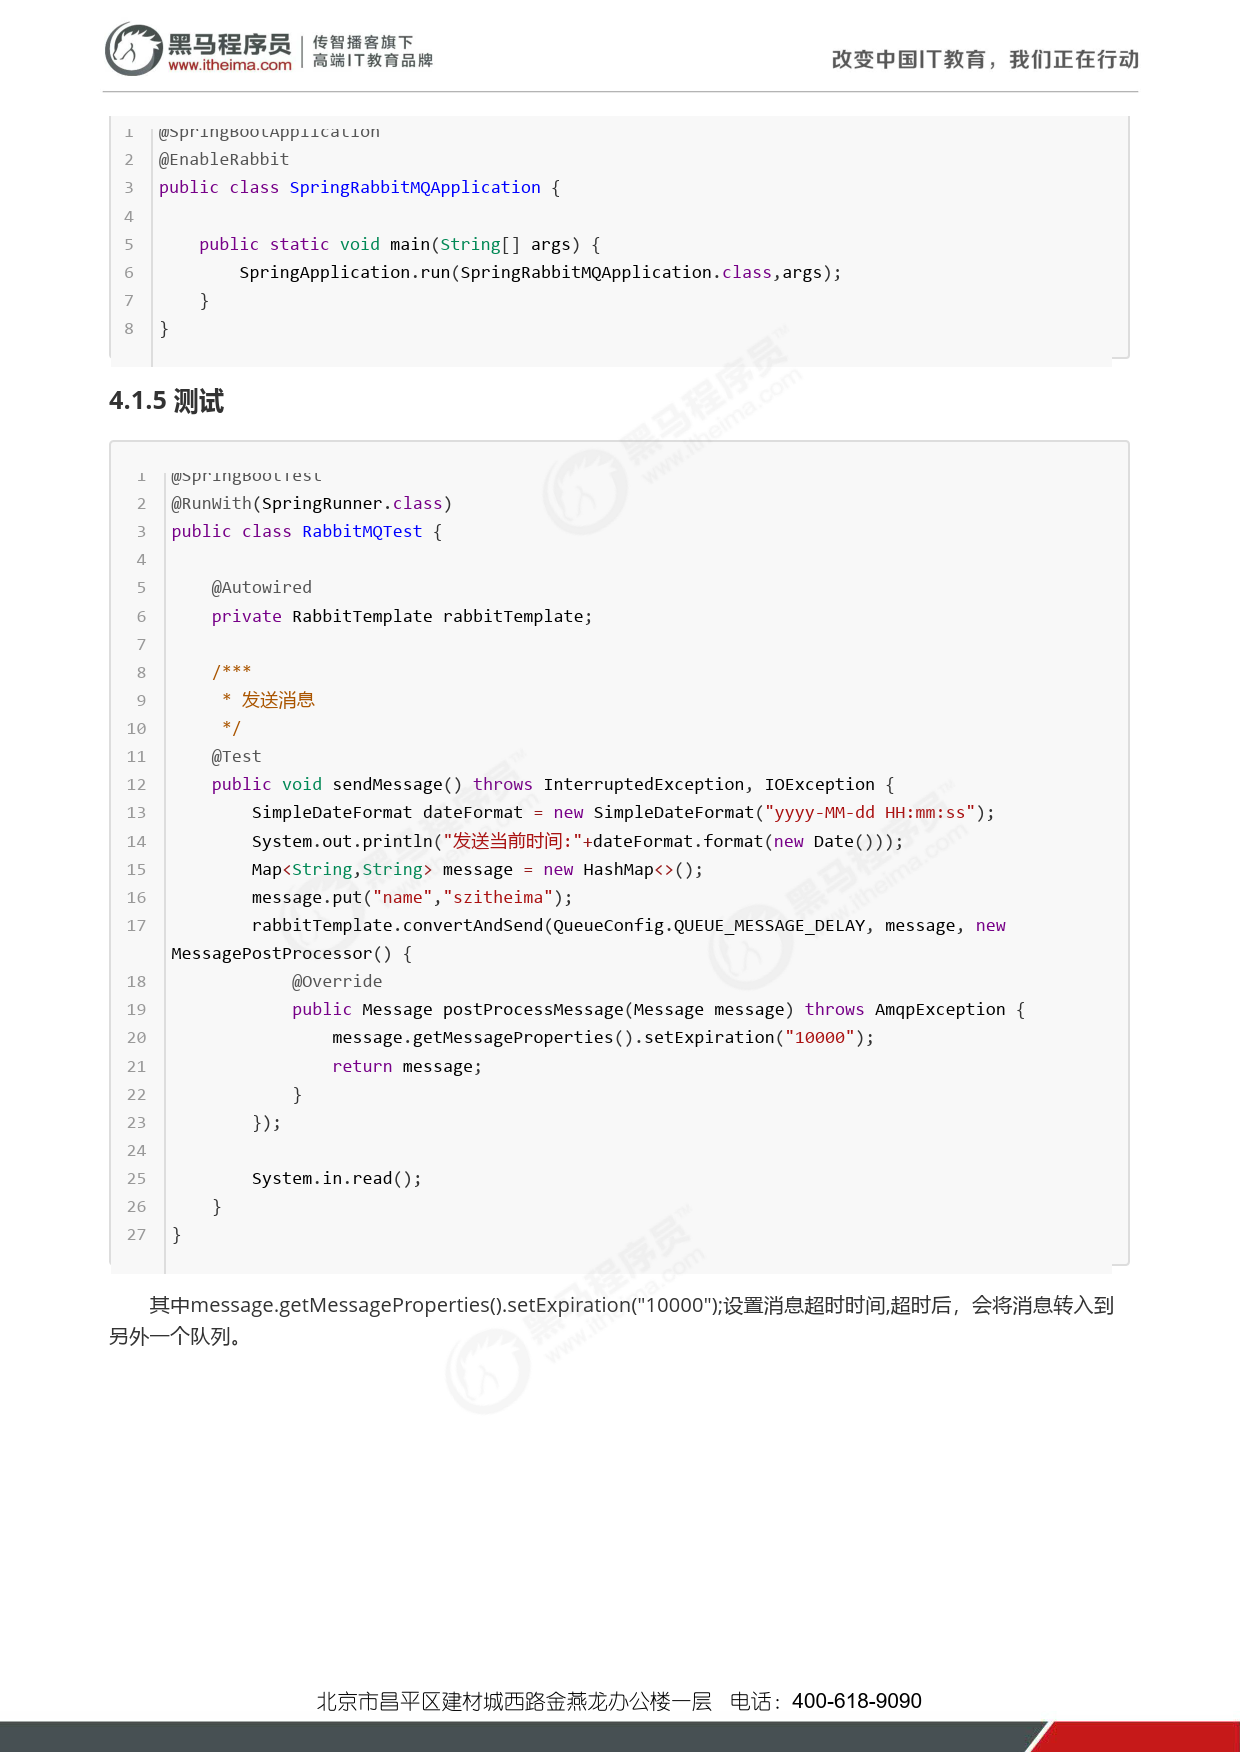 黑马程序员
www.itheima.com
传智播客旗下
高端IT教育品牌
改变中国IT教育，我们正在行动
1 @SpringBootApplication
2 @EnableRabbit
3 public class SpringRabbitMQApplication {
4
5     public static void main(String[] args) {
6         SpringApplication.run(SpringRabbitMQApplication.class,args);
7     }
8 }
4.1.5 测试
1 @SpringBootTest
2 @RunWith(SpringRunner.class)
3 public class RabbitMQTest {
4
5     @Autowired
6     private RabbitTemplate rabbitTemplate;
7
8     /***
9      * 发送消息
10      */
11     @Test
12     public void sendMessage() throws InterruptedException, IOException {
13         SimpleDateFormat dateFormat = new SimpleDateFormat("yyyy-MM-dd HH:mm:ss");
14         System.out.println("发送当前时间:"+dateFormat.format(new Date()));
15         Map<String,String> message = new HashMap<>();
16         message.put("name","szitheima");
17         rabbitTemplate.convertAndSend(QueueConfig.QUEUE_MESSAGE_DELAY, message, new
MessagePostProcessor() {
18             @Override
19             public Message postProcessMessage(Message message) throws AmqpException {
20                 message.getMessageProperties().setExpiration("10000");
21                 return message;
22             }
23         });
24
25         System.in.read();
26     }
27 }
其中message.getMessageProperties().setExpiration("10000");设置消息超时时间,超时后，会将消息转入到
另外一个队列。
北京市昌平区建材城西路金燕龙办公楼一层 电话：400-618-9090